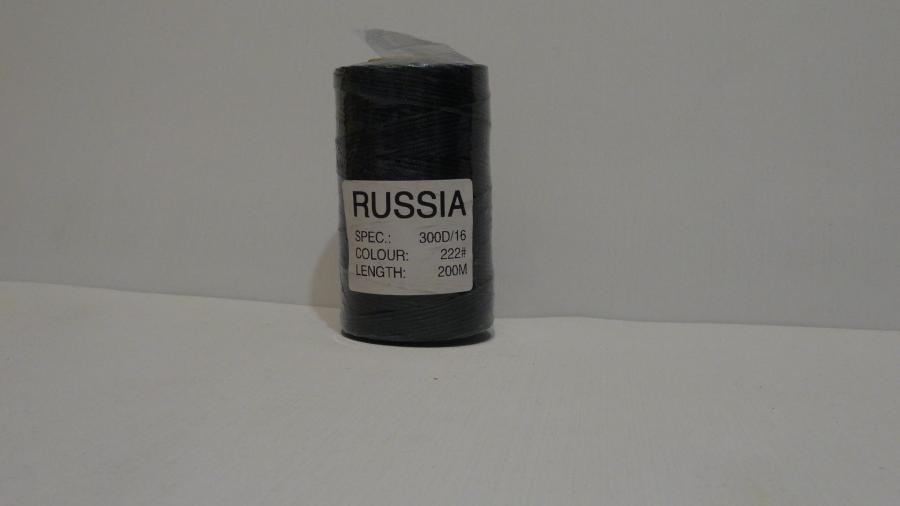 RUSSIA
SPEC.: 300D/16
COLOUR: 222#
LENGTH: 200M